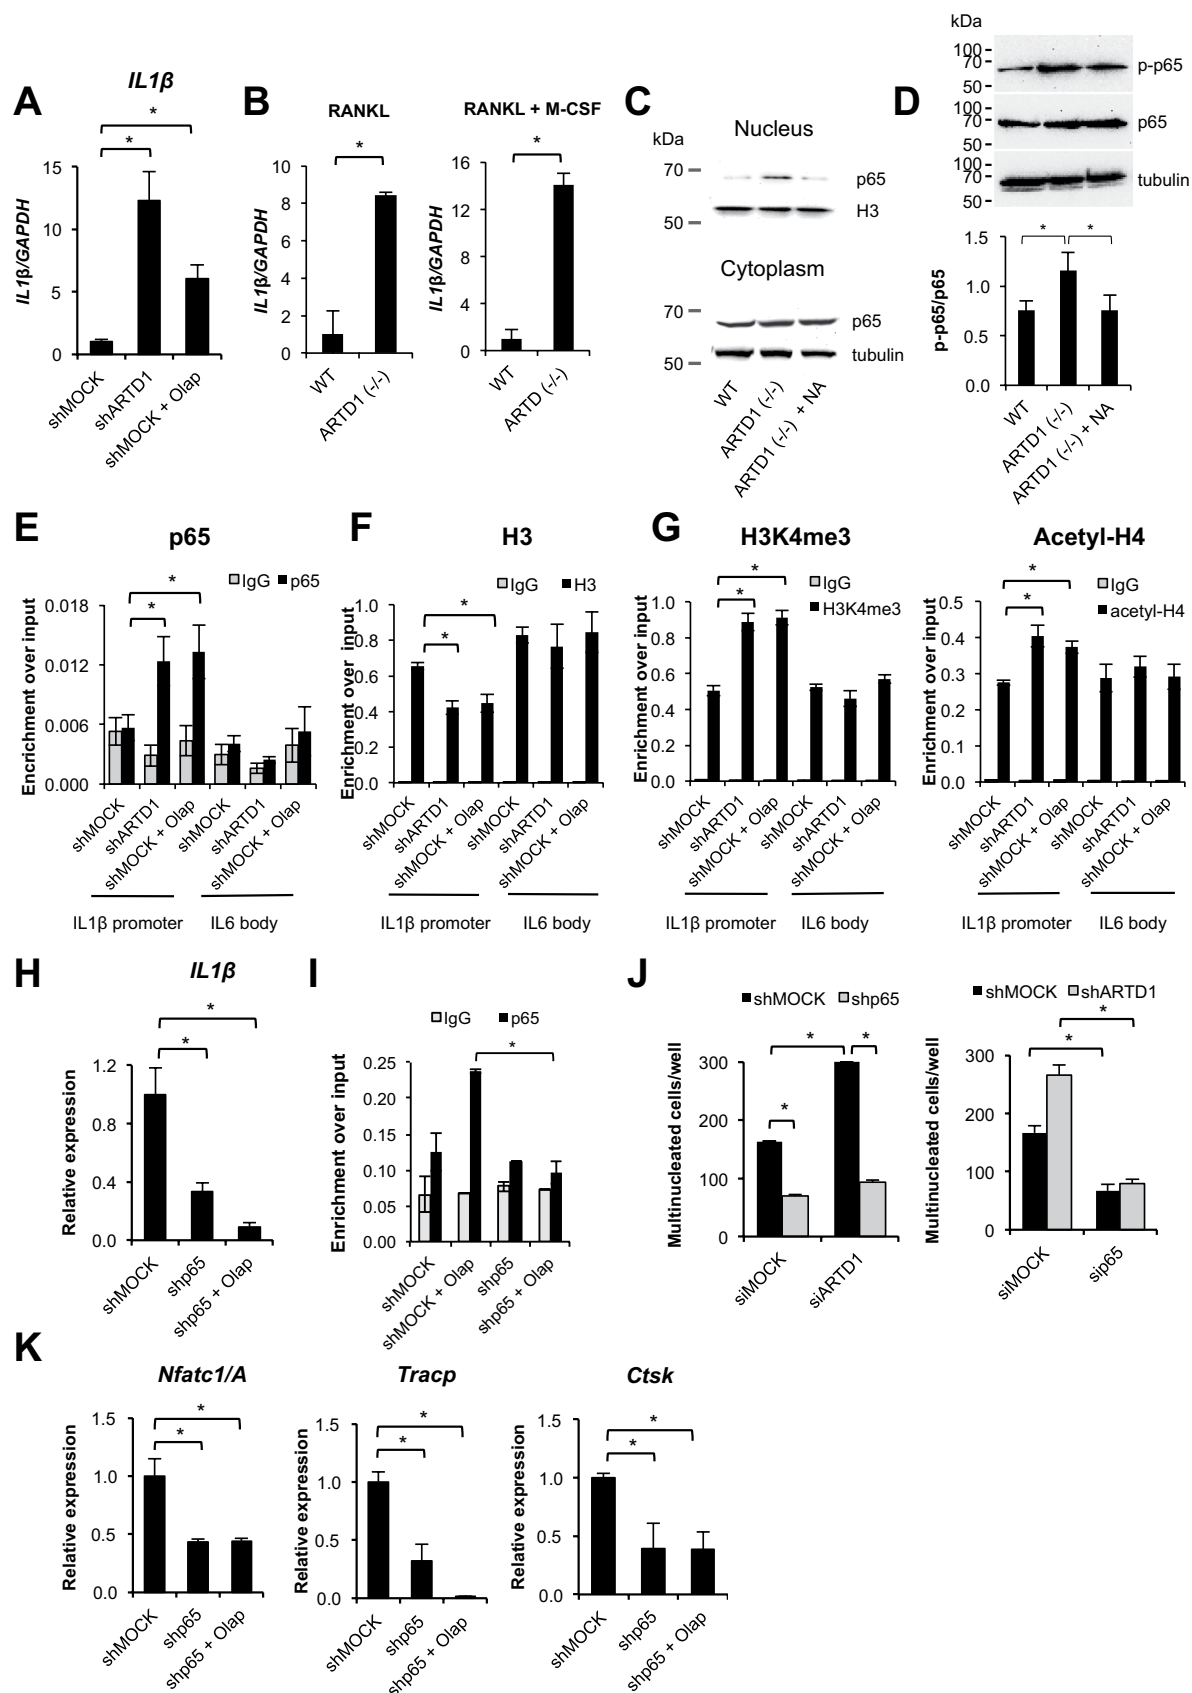 A
IL1β
*
*
IL1β/GAPDH
15
10
5
0
shMOCK
shARTD1
shMOCK + Olap
B
RANKL
*
IL1β/GAPDH
10
8
6
4
2
0
WT
ARTD1 (-/-)
RANKL + M-CSF
*
IL1β/GAPDH
16
12
8
4
0
WT
ARTD (-/-)
C
Nucleus
kDa
70
50
p65
H3
Cytoplasm
70
50
p65
tubulin
WT
ARTD1 (-/-)
ARTD1 (-/-) + NA
D
kDa
100
70
50
p-p65
100
70
50
p65
100
70
50
tubulin
* *
p-p65/p65
1.5
1.0
0.5
0.0
WT
ARTD1 (-/-)
ARTD1 (-/-) + NA
E
p65
IgG p65
*
*
Encrichment over input
0.018
0.012
0.006
0.000
shMOCK
shARTD1
shMOCK + Olap
shMOCK
shARTD1
shMOCK + Olap
IL1β promoter IL6 body
F
H3
IgG H3
*
*
Enrichment over input
1.0
0.8
0.6
0.4
0.2
0.0
shMOCK
shARTD1
shMOCK + Olap
shMOCK
shARTD1
shMOCK + Olap
IL1β promoter IL6 body
G
H3K4me3
IgG
H3K4me3
*
*
Enrichment over input
1.0
0.8
0.6
0.4
0.2
0.0
shMOCK
shARTD1
shMOCK + Olap
shMOCK
shARTD1
shMOCK + Olap
IL1β promoter IL6 body
Acetyl-H4
IgG
acetyl-H4
*
*
Enrichment over input
0.5
0.4
0.3
0.2
0.1
0.0
shMOCK
shARTD1
shMOCK + Olap
shMOCK
shARTD1
shMOCK + Olap
IL1β promoter IL6 body
H
IL1β
*
*
Relative expression
1.2
0.8
0.4
0.0
shMOCK
shp65
shp65 + Olap
I
IgG p65
*
Enrichment over input
0.25
0.20
0.15
0.10
0.05
0.00
shMOCK
shMOCK + Olap
shp65
shp65 + Olap
J
shMOCK shp65
* *
*
Multinucleated cells/well
300
200
100
0
siMOCK
siARTD1
shMOCK shARTD1
*
*
Multinucleated cells/well
300
200
100
0
siMOCK
sip65
K
Nfatc1/A
*
*
Relative expression
1.5
1.0
0.5
0.0
shMOCK
shp65
shp65 + Olap
Tracp
*
*
Relative expression
1.5
1.0
0.5
0.0
shMOCK
shp65
shp65 + Olap
Ctsk
*
*
Relative expression
1.5
1.0
0.5
0.0
shMOCK
shp65
shp65 + Olap